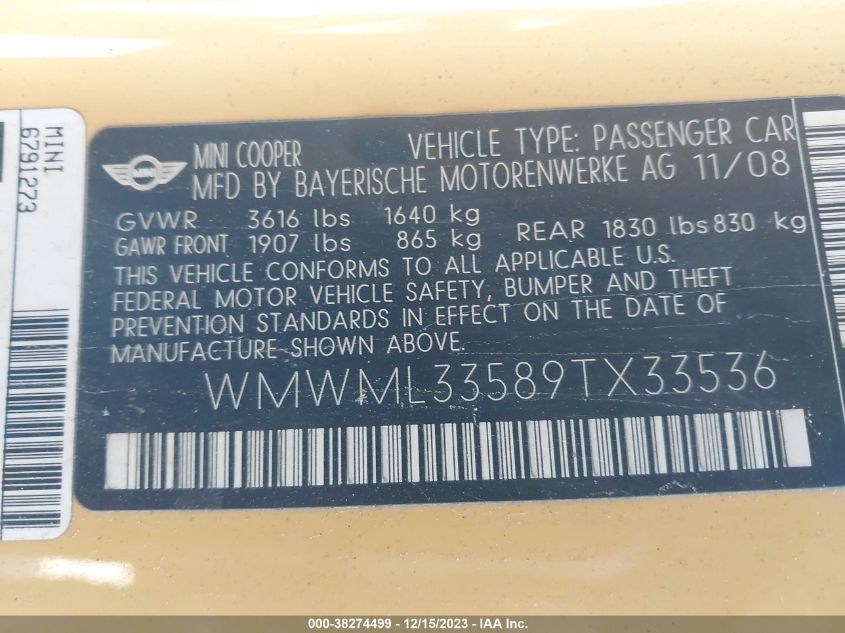 MINI
6791273
MINI
MINI COOPER VEHICLE TYPE: PASSENGER CAR
MFD BY BAYERISCHE MOTORENWERKE AG 11/08
GVWR 3616 lbs 1640 kg
GAWR FRONT 1907 lbs 865 kg REAR 1830 lbs 830 kg
THIS VEHICLE CONFORMS TO ALL APPLICABLE U.S.
FEDERAL MOTOR VEHICLE SAFETY, BUMPER AND THEFT
PREVENTION STANDARDS IN EFFECT ON THE DATE OF
MANUFACTURE SHOWN ABOVE.
WMWML33589TX33536
000-38274499 - 12/15/2023 - IAA, Inc.